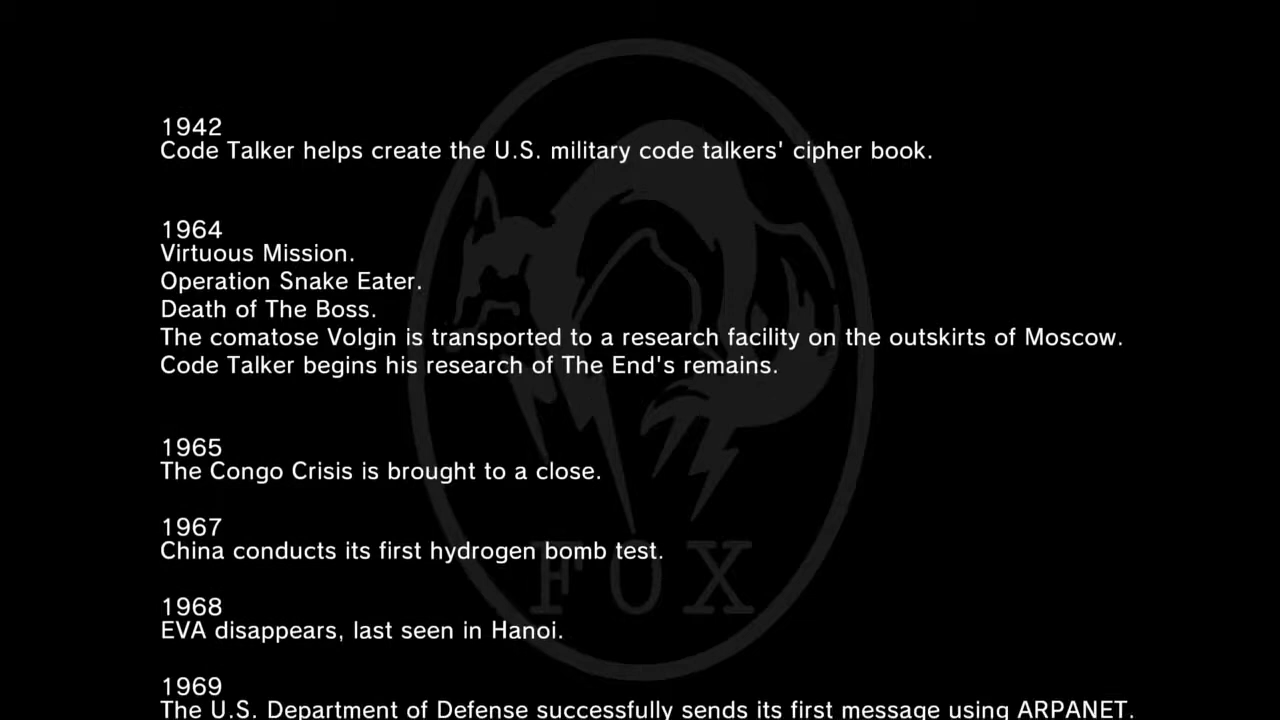 1942
Code Talker helps create the U.S. military code talkers' cipher book.
1964
Virtuous Mission.
Operation Snake Eater.
Death of The Boss.
The comatose Volgin is transported to a research facility on the outskirts of Moscow.
Code Talker begins his research of The End's remains.
1965
The Congo Crisis is brought to a close.
1967
China conducts its first hydrogen bomb test.
FOX
1968
EVA disappears, last seen in Hanoi.
1969
The U.S. Department of Defense successfully sends its first message using ARPANET.